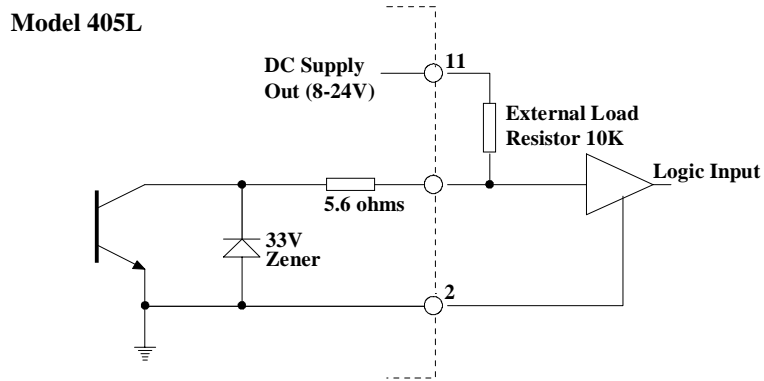 Model 405L
11
DC Supply
Out (8-24V)
External Load
Resistor 10K
Logic Input
5.6 ohms
33V
Zener
2